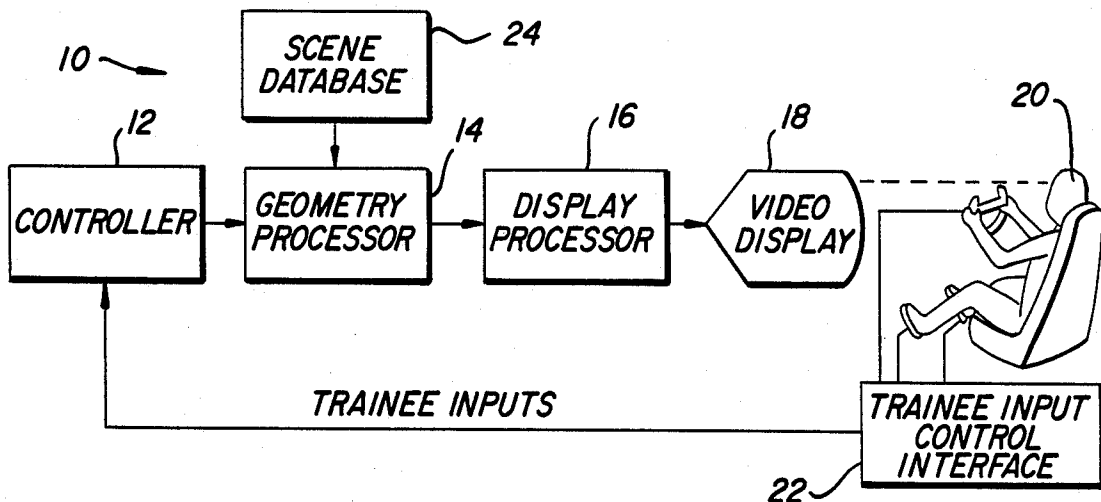 10
SCENE
DATABASE
24
12
CONTROLLER
GEOMETRY
PROCESSOR
14
DISPLAY
PROCESSOR
16
VIDEO
DISPLAY
18
20
TRAINEE INPUTS
TRAINEE INPUT
CONTROL
INTERFACE
22